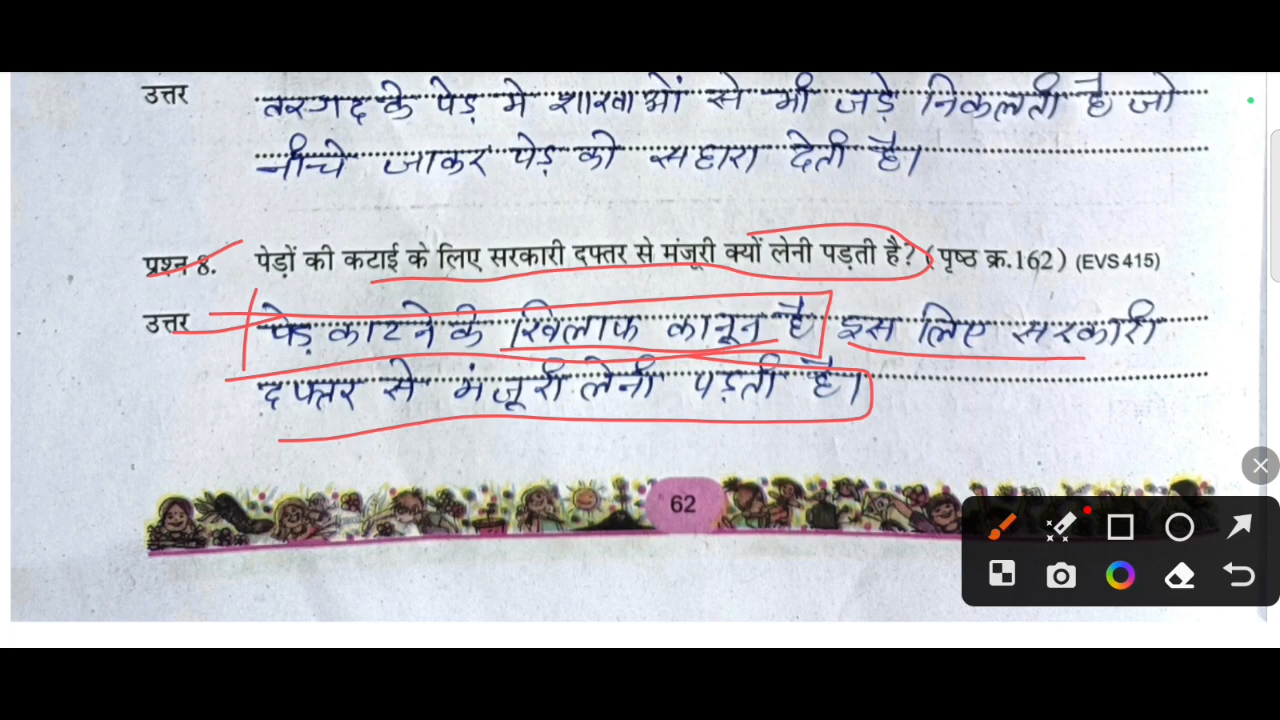 उत्तर बरगद के पेड़ मे शाखाओं से भी जड़े निकलती है जो
नीचे जाकर पेड़ को सहारा देती है।
प्रश्न 8. पेड़ों की कटाई के लिए सरकारी दफ्तर से मंजूरी क्यों लेनी पड़ती है? (पृष्ठ क्र.162) (EVS 415)
उत्तर पेड़ काटने के खिलाफ कानून है इस लिए सरकारी
दफ्तर से मंजूरी लेनी पड़ती है।
62